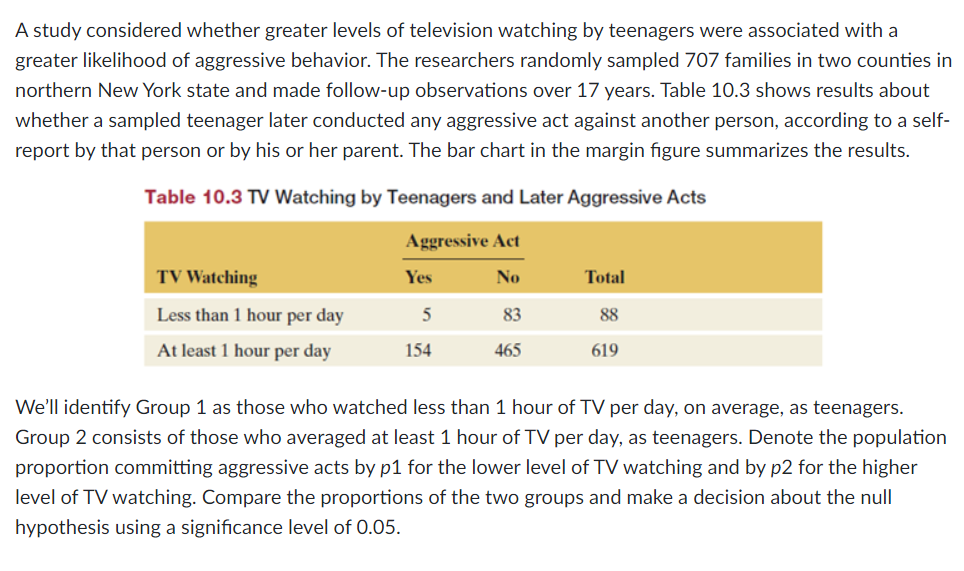 A study considered whether greater levels of television watching by teenagers were associated with a
greater likelihood of aggressive behavior. The researchers randomly sampled 707 families in two counties in
northern New York state and made follow-up observations over 17 years. Table 10.3 shows results about
whether a sampled teenager later conducted any aggressive act against another person, according to a self-
report by that person or by his or her parent. The bar chart in the margin figure summarizes the results.
Table 10.3 TV Watching by Teenagers and Later Aggressive Acts
Aggressive Act
TV Watching Yes No Total
Less than 1 hour per day 5 83 88
At least 1 hour per day 154 465 619
We'll identify Group 1 as those who watched less than 1 hour of TV per day, on average, as teenagers.
Group 2 consists of those who averaged at least 1 hour of TV per day, as teenagers. Denote the population
proportion committing aggressive acts by p1 for the lower level of TV watching and by p2 for the higher
level of TV watching. Compare the proportions of the two groups and make a decision about the null
hypothesis using a significance level of 0.05.